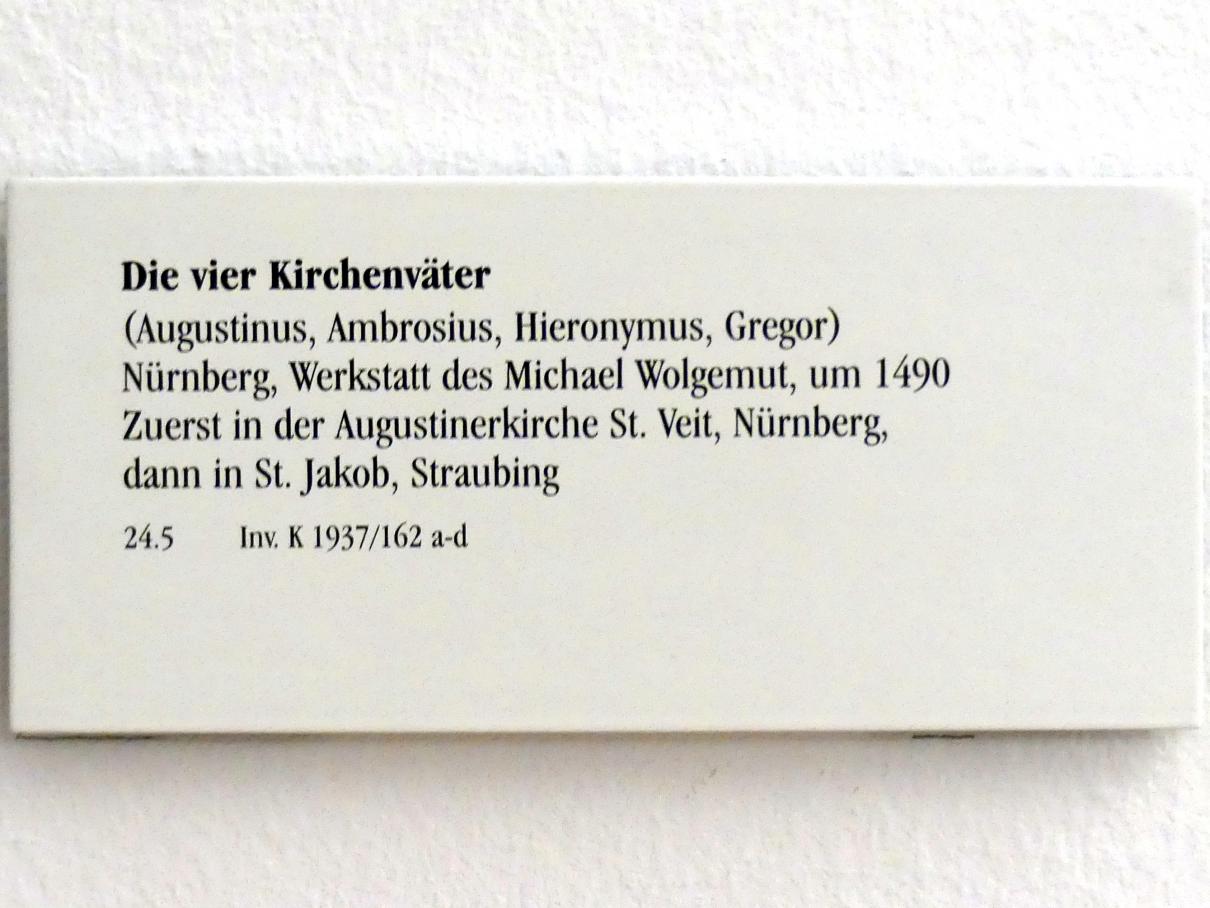 Die vier Kirchenväter
(Augustinus, Ambrosius, Hieronymus, Gregor)
Nürnberg, Werkstatt des Michael Wolgemut, um 1490
Zuerst in der Augustinerkirche St. Veit, Nürnberg,
dann in St. Jakob, Straubing
24.5 Inv. K 1937/162 a-d